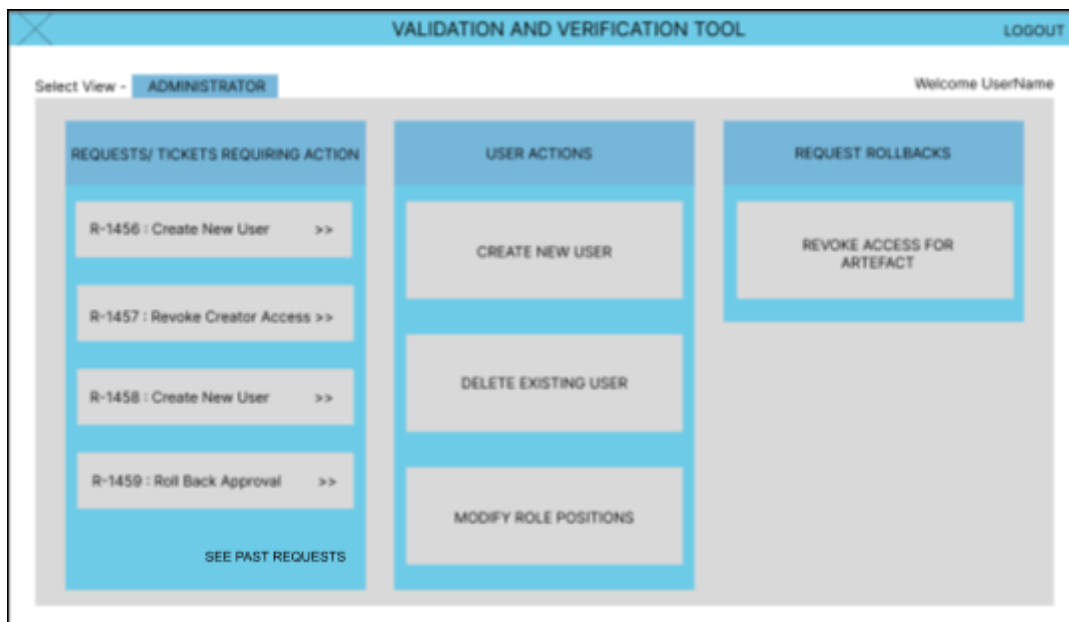 VALIDATION AND VERIFICATION TOOL
LOGOUT
Select View - ADMINISTRATOR
Welcome UserName
REQUESTS/ TICKETS REQUIRING ACTION
R-1456 : Create New User >>
R-1457 : Revoke Creator Access >>
R-1458 : Create New User >>
R-1459 : Roll Back Approval >>
SEE PAST REQUESTS
USER ACTIONS
CREATE NEW USER
DELETE EXISTING USER
MODIFY ROLE POSITIONS
REQUEST ROLLBACKS
REVOKE ACCESS FOR
ARTEFACT